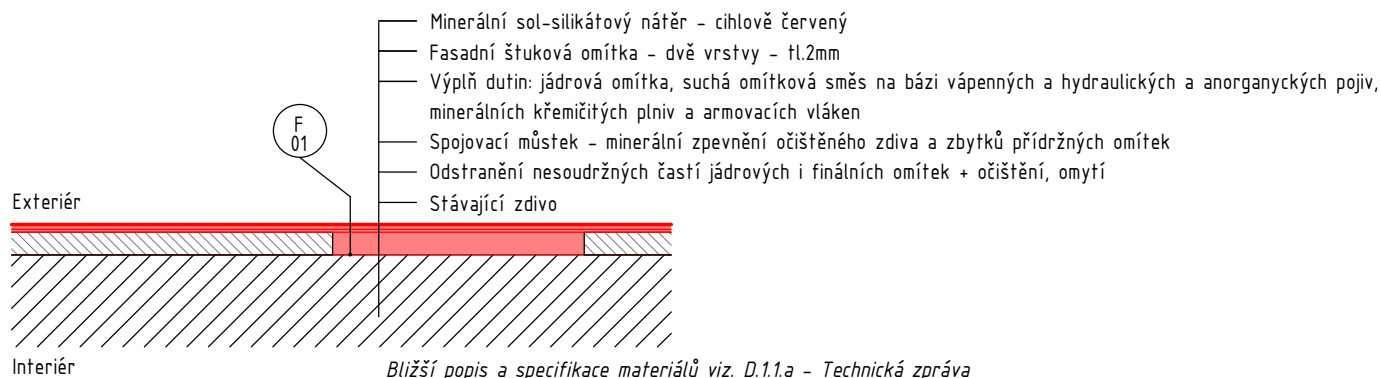 Minerální sol-silikátový nátěr - cihlově červený
Fasadní štuková omítka - dvě vrstvy - tl.2mm
Výplň dutin: jádrová omítka, suchá omítková směs na bázi vápenných a hydraulických a anorganyckých pojiv,
minerálních křemičitých plniv a armovacích vláken
F
01
Spojovací můstek - minerální zpevnění očištěného zdiva a zbytků přídržných omítek
Odstranění nesoudržných častí jádrových i finálních omítek + očištění, omytí
Exteriér
Stávající zdivo
Interiér
Bližší popis a specifikace materiálů viz. D.1.1.a - Technická zpráva